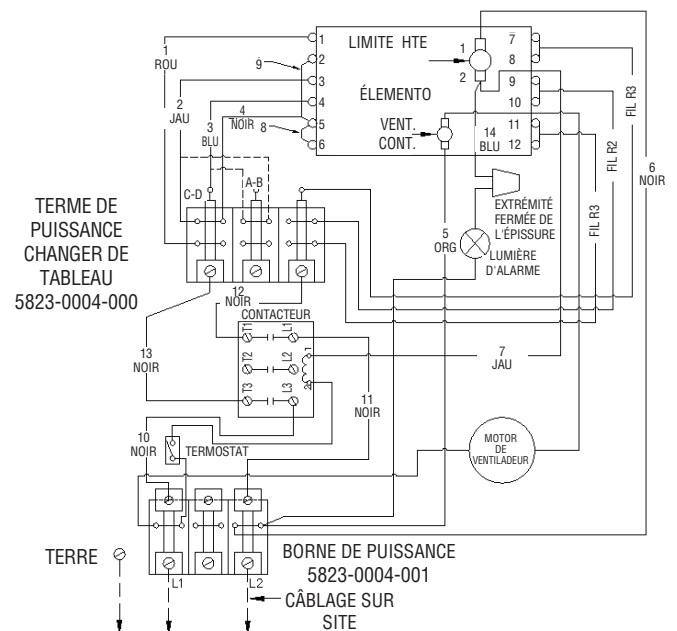 LIMITE HTE
1
7
1
ROU
1
2
8
9
2
3
9
2
JAU
4
ÉLEMENTO
10
3
BLU
4
NOIR
8
5
6
VENT.
CONT.
14
BLU
11
12
FIL R3
FIL R2
FIL R3
6
NOIR
C-D
A-B
EXTRÉMITÉ
FERMÉE DE
L'ÉPISSURE
5
ORG
LUMIÈRE
D'ALARME
TERME DE
PUISSANCE
CHANGER DE
TABLEAU
5823-0004-000
12
NOIR
CONTACTEUR
T1
L1
T2
L2
1
2
T3
L3
13
NOIR
7
JAU
11
NOIR
10
NOIR
TERMOSTAT
MOTOR
DE
VENTILADEUR
TERRE
L1
L2
BORNE DE PUISSANCE
5823-0004-001
CÂBLAGE SUR
SITE